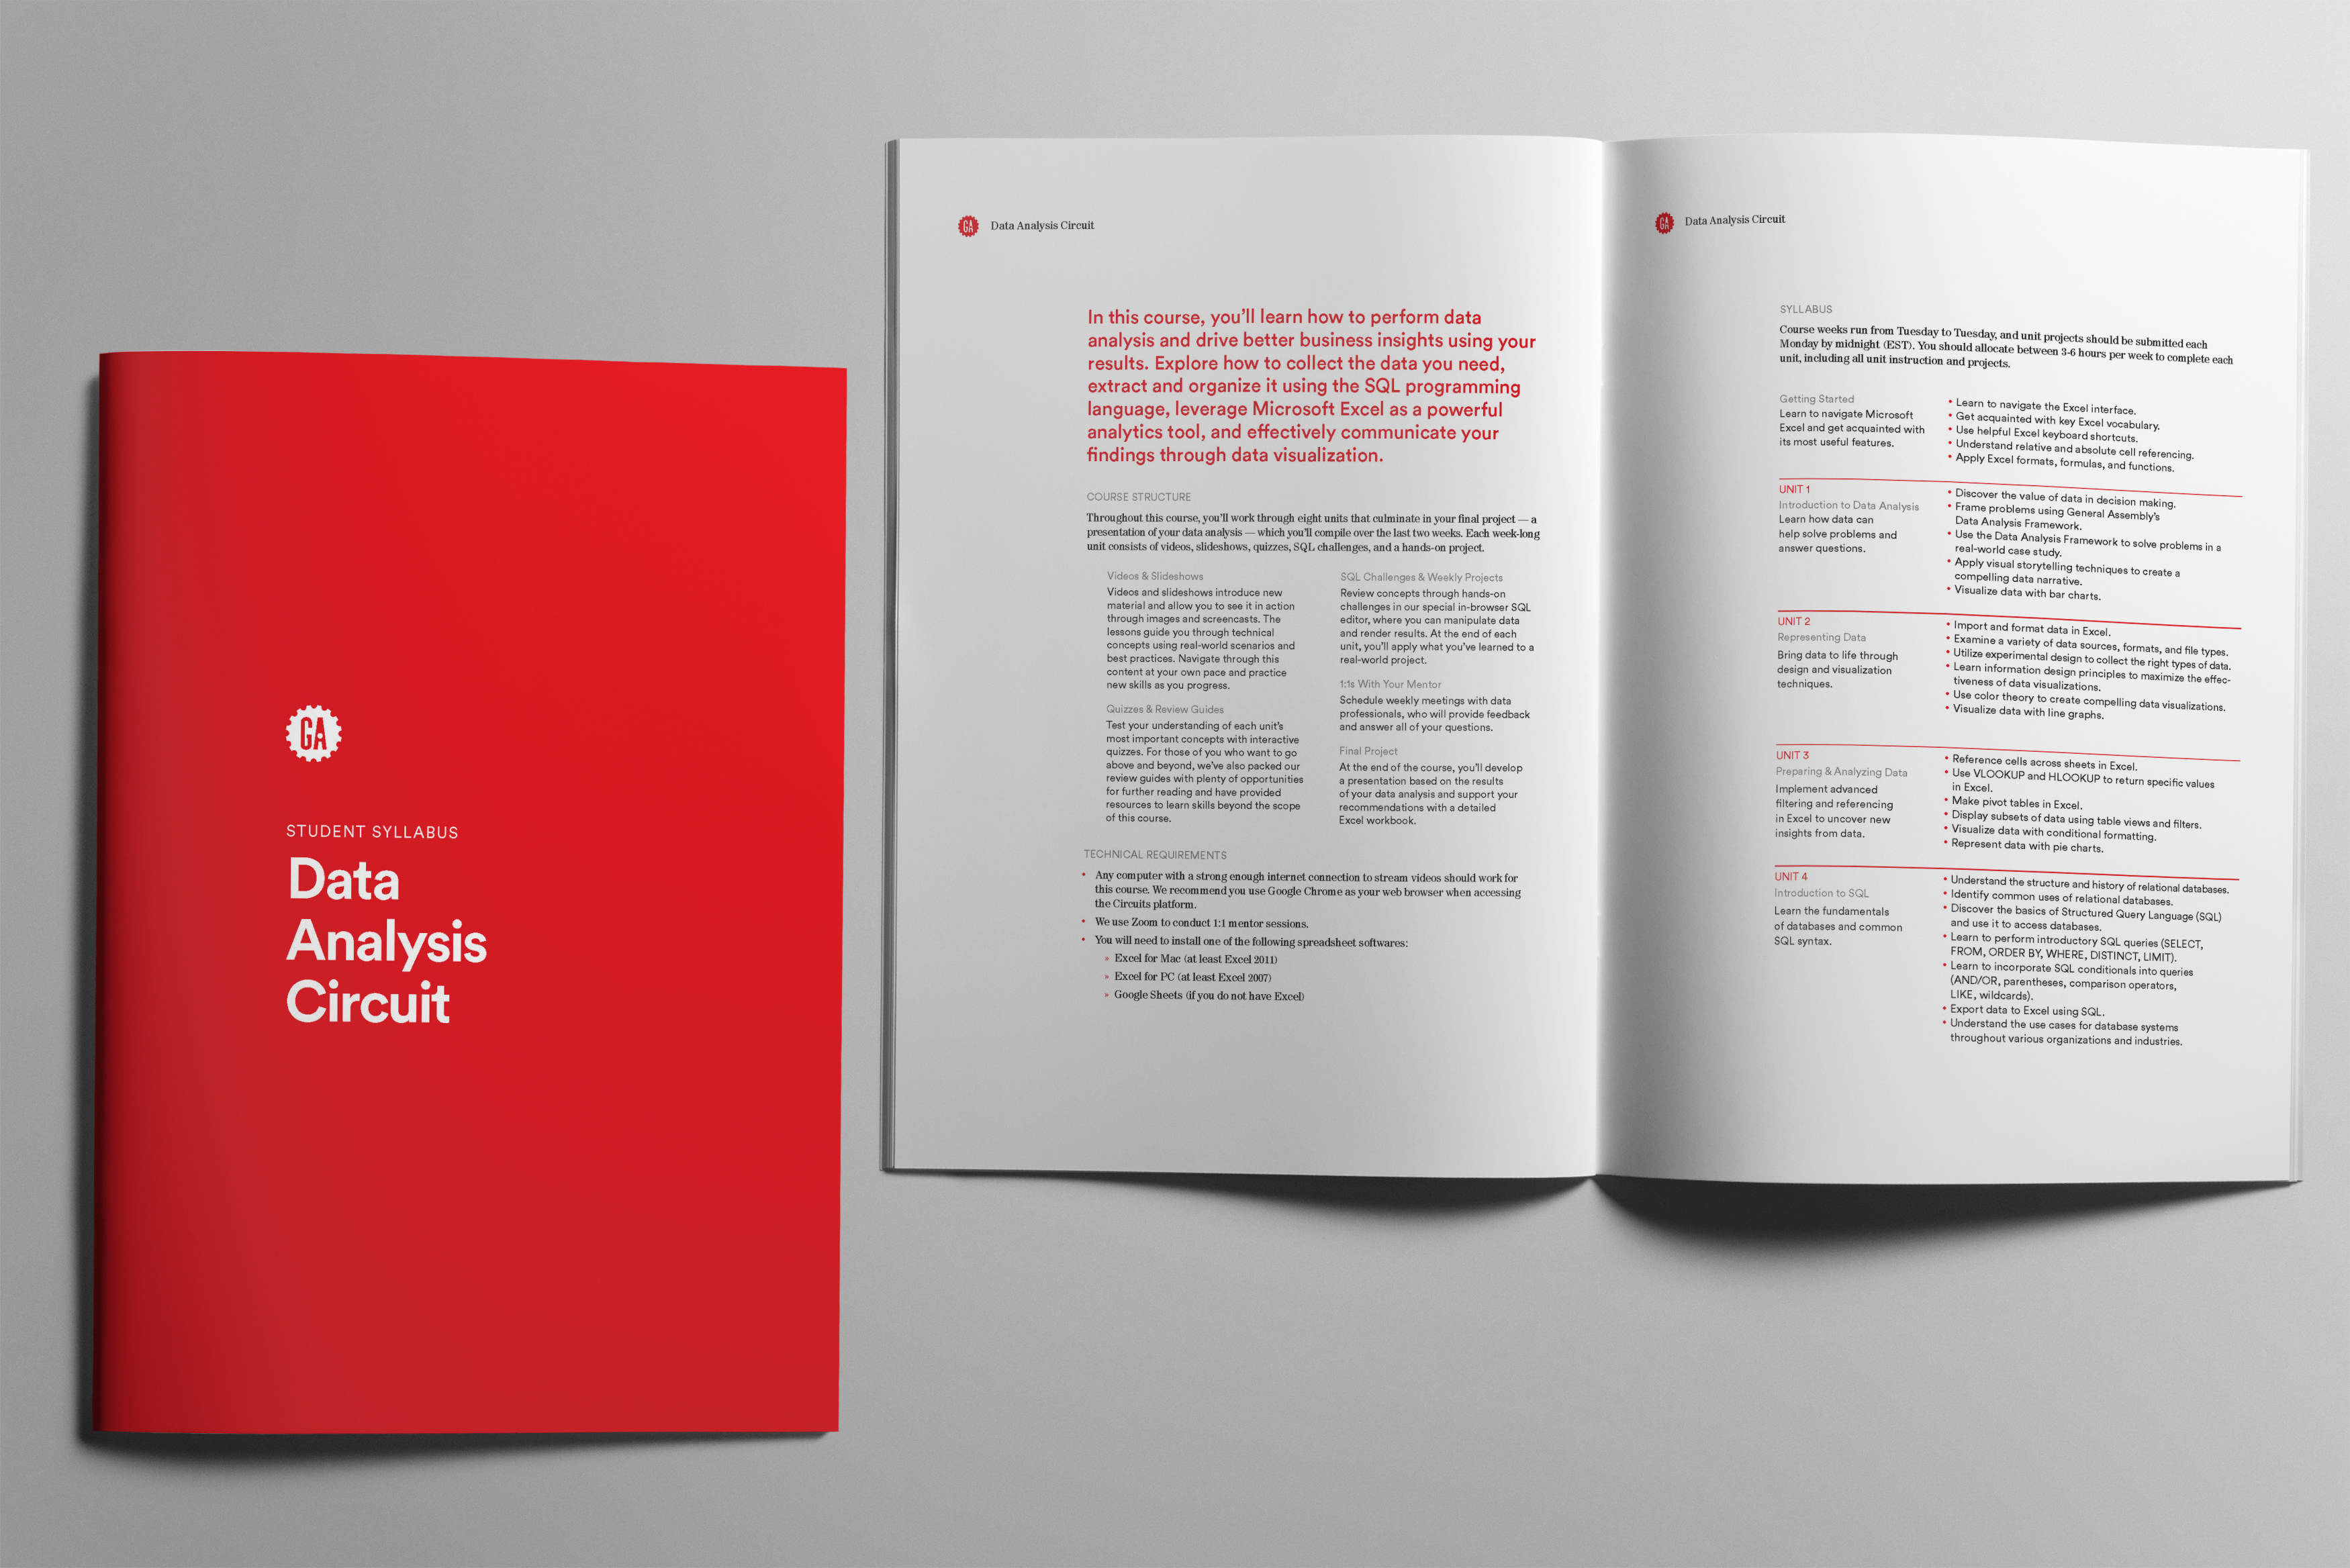 GA
STUDENT SYLLABUS
Data
Analysis
Circuit
GA
Data Analysis Circuit
In this course, you'll learn how to perform data
analysis and drive better business insights using your
results. Explore how to collect the data you need,
extract and organize it using the SQL programming
language, leverage Microsoft Excel as a powerful
analytics tool, and effectively communicate your
findings through data visualization.
COURSE STRUCTURE
Throughout this course, you'll work through eight units that culminate in your final project — a
presentation of your data analysis — which you'll compile over the last two weeks. Each week-long
unit consists of videos, slideshows, quizzes, SQL challenges, and a hands-on project.
Videos & Slideshows
Videos and slideshows introduce new
material and allow you to see it in action
through images and screencasts. The
lessons guide you through technical
concepts using real-world scenarios and
best practices. Navigate through this
content at your own pace and practice
new skills as you progress.
Quizzes & Review Guides
Test your understanding of each unit's
most important concepts with interactive
quizzes. For those of you who want to go
above and beyond, we've also packed our
review guides with plenty of opportunities
for further reading and have provided
resources to learn skills beyond the scope
of this course.
SQL Challenges & Weekly Projects
Review concepts through hands-on
challenges in our special in-browser SQL
editor, where you can manipulate data
and render results. At the end of each
unit, you'll apply what you've learned to a
real-world project.
1:1s With Your Mentor
Schedule weekly meetings with data
professionals, who will provide feedback
and answer all of your questions.
Final Project
At the end of the course, you'll develop
a presentation based on the results
of your data analysis and support your
recommendations with a detailed
Excel workbook.
TECHNICAL REQUIREMENTS
• Any computer with a strong enough internet connection to stream videos should work for
this course. We recommend you use Google Chrome as your web browser when accessing
the Circuits platform.
• We use Zoom to conduct 1:1 mentor sessions.
• You will need to install one of the following spreadsheet softwares:
» Excel for Mac (at least Excel 2011)
» Excel for PC (at least Excel 2007)
» Google Sheets (if you do not have Excel)
GA
Data Analysis Circuit
SYLLABUS
Course weeks run from Tuesday to Tuesday, and unit projects should be submitted each
Monday by midnight (EST). You should allocate between 3-6 hours per week to complete each
unit, including all unit instruction and projects.
Getting Started
Learn to navigate Microsoft
Excel and get acquainted with
its most useful features.
• Learn to navigate the Excel interface.
• Get acquainted with key Excel vocabulary.
• Use helpful Excel keyboard shortcuts.
• Understand relative and absolute cell referencing.
• Apply Excel formats, formulas, and functions.
UNIT 1
Introduction to Data Analysis
Learn how data can
help solve problems and
answer questions.
• Discover the value of data in decision making.
• Frame problems using General Assembly's
Data Analysis Framework.
• Use the Data Analysis Framework to solve problems in a
real-world case study.
• Apply visual storytelling techniques to create a
compelling data narrative.
• Visualize data with bar charts.
UNIT 2
Representing Data
Bring data to life through
design and visualization
techniques.
• Import and format data in Excel.
• Examine a variety of data sources, formats, and file types.
• Utilize experimental design to collect the right types of data.
• Learn information design principles to maximize the effec-
tiveness of data visualizations.
• Use color theory to create compelling data visualizations.
• Visualize data with line graphs.
UNIT 3
Preparing & Analyzing Data
Implement advanced
filtering and referencing
in Excel to uncover new
insights from data.
• Reference cells across sheets in Excel.
• Use VLOOKUP and HLOOKUP to return specific values
in Excel.
• Make pivot tables in Excel.
• Display subsets of data using table views and filters.
• Visualize data with conditional formatting.
• Represent data with pie charts.
UNIT 4
Introduction to SQL
Learn the fundamentals
of databases and common
SQL syntax.
• Understand the structure and history of relational databases.
• Identify common uses of relational databases.
• Discover the basics of Structured Query Language (SQL)
and use it to access databases.
• Learn to perform introductory SQL queries (SELECT,
FROM, ORDER BY, WHERE, DISTINCT, LIMIT).
• Learn to incorporate SQL conditionals into queries
(AND/OR, parentheses, comparison operators,
LIKE, wildcards).
• Export data to Excel using SQL.
• Understand the use cases for database systems
throughout various organizations and industries.